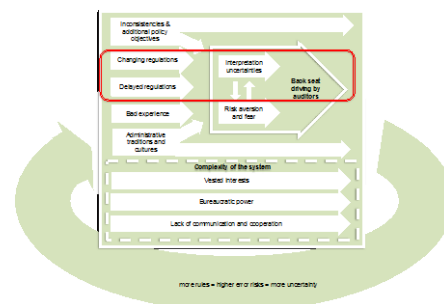 Inconsistencies &
additional policy
objectives
Changing regulations
Delayed regulations
Bad experience
Administrative
traditions and
cultures
Interpretation
uncertainties
Risk aversion
and fear
Back seat
driving by
auditors
Complexity of the system
Vested interests
Bureaucratic power
Lack of communication and cooperation
more rules = higher error risks = more uncertainty